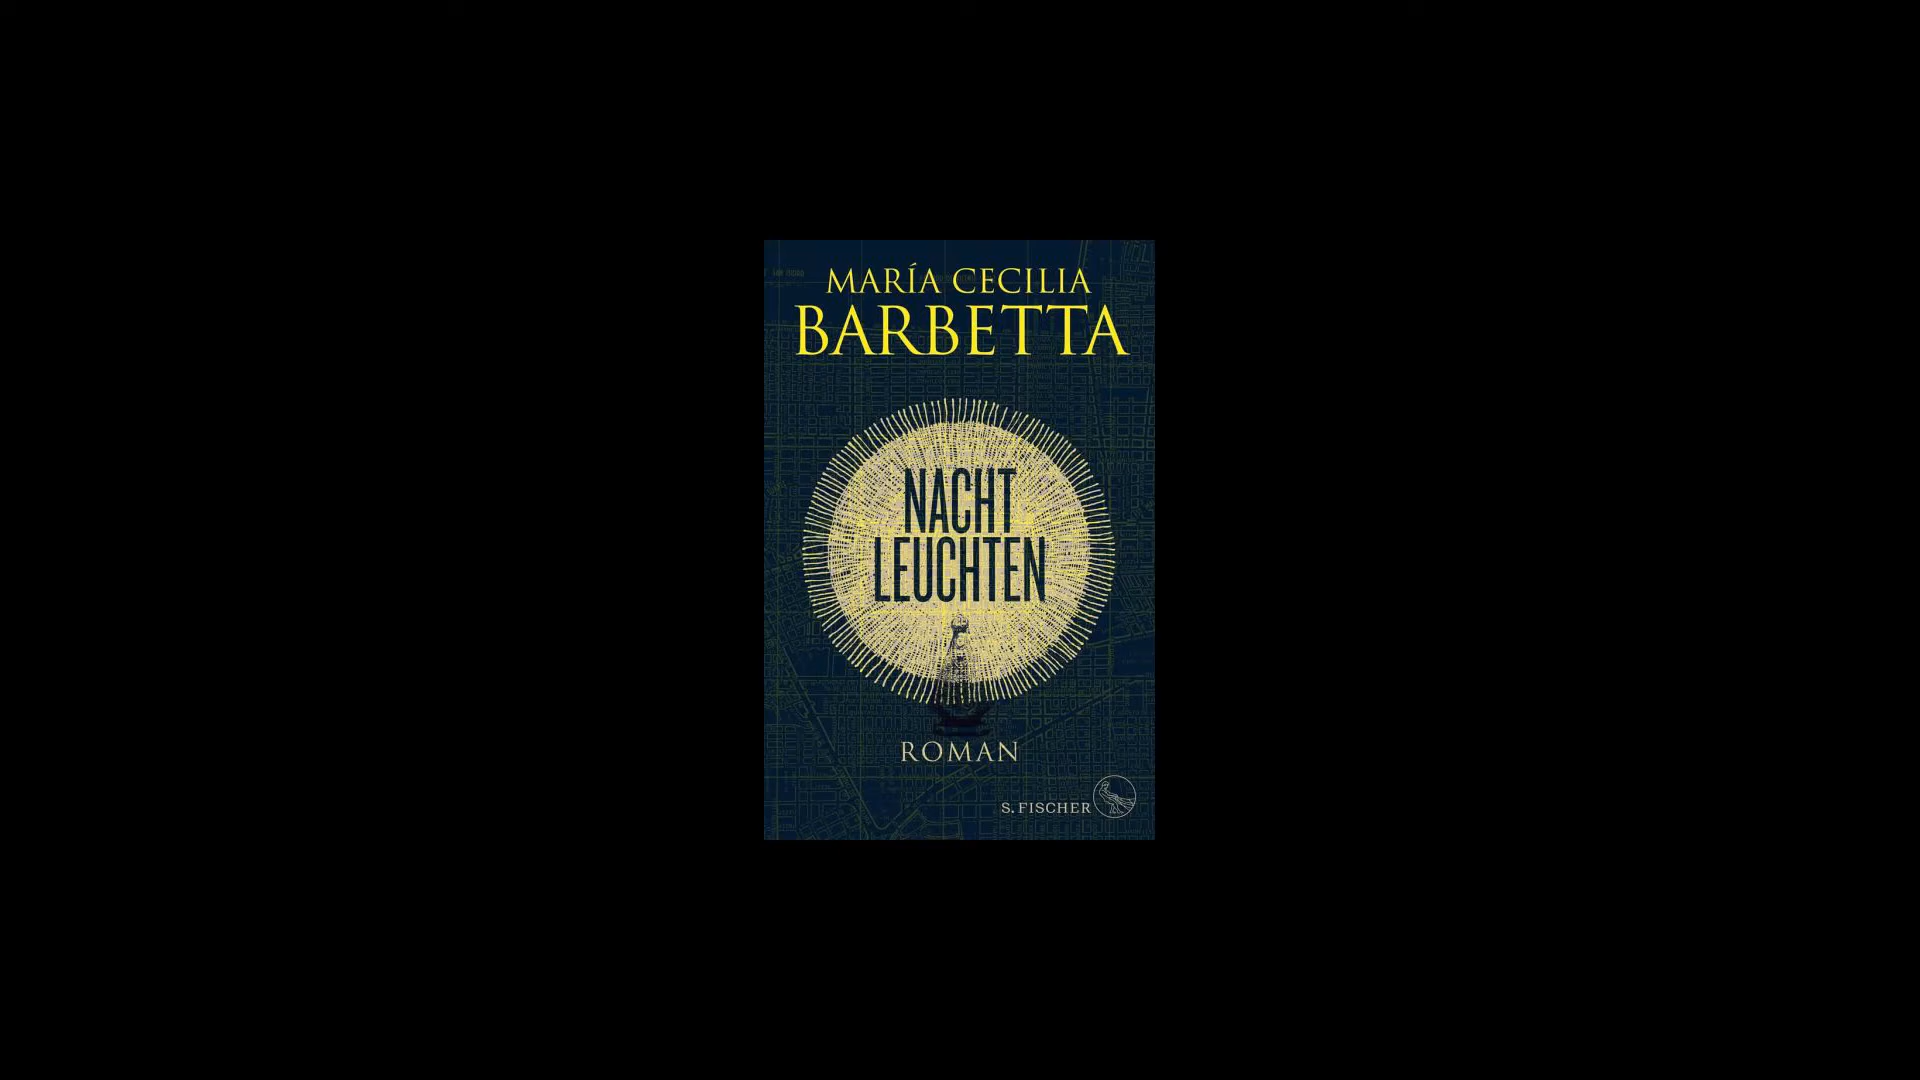 MARÍA CECILIA
BARBETTA
NACHT
LEUCHTEN
ROMAN
S. FISCHER